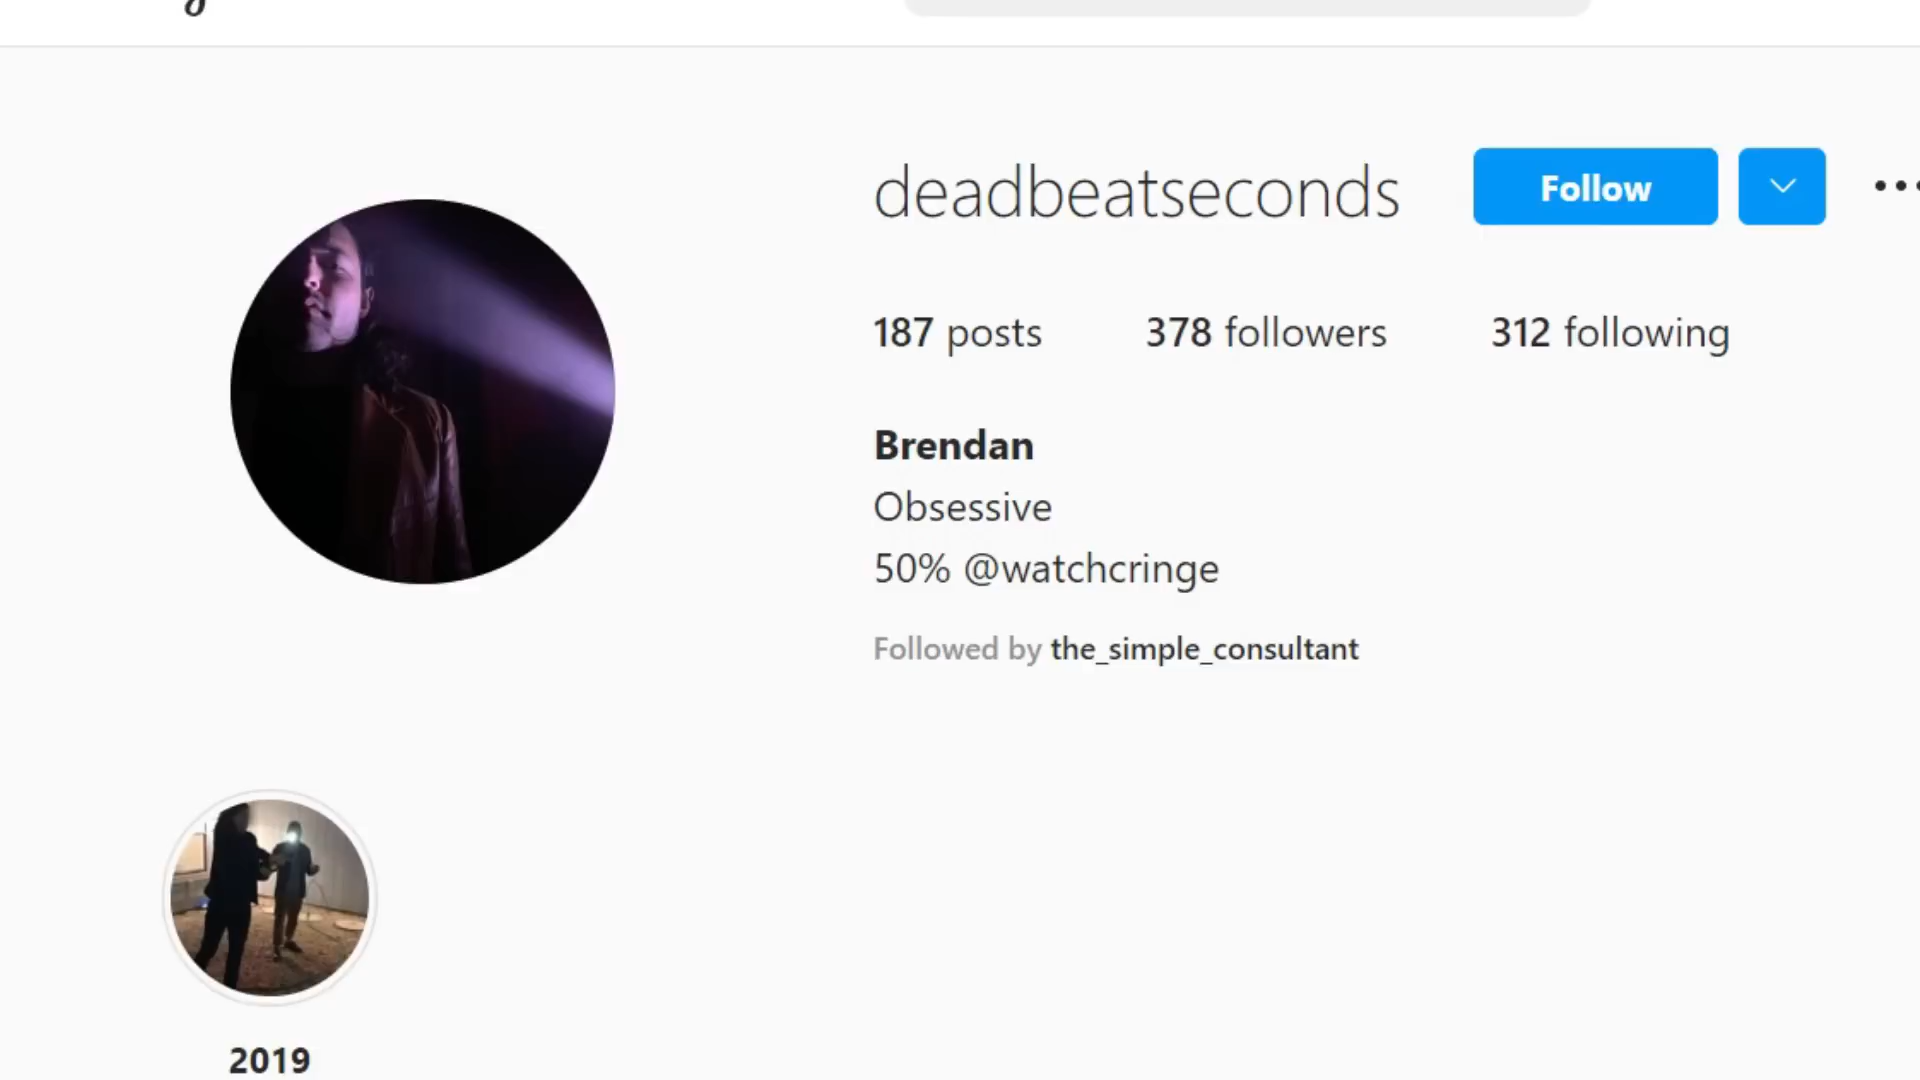 deadbeatseconds
Follow
187 posts 378 followers 312 following
Brendan
Obsessive
50% @watchcringe
Followed by the_simple_consultant
2019